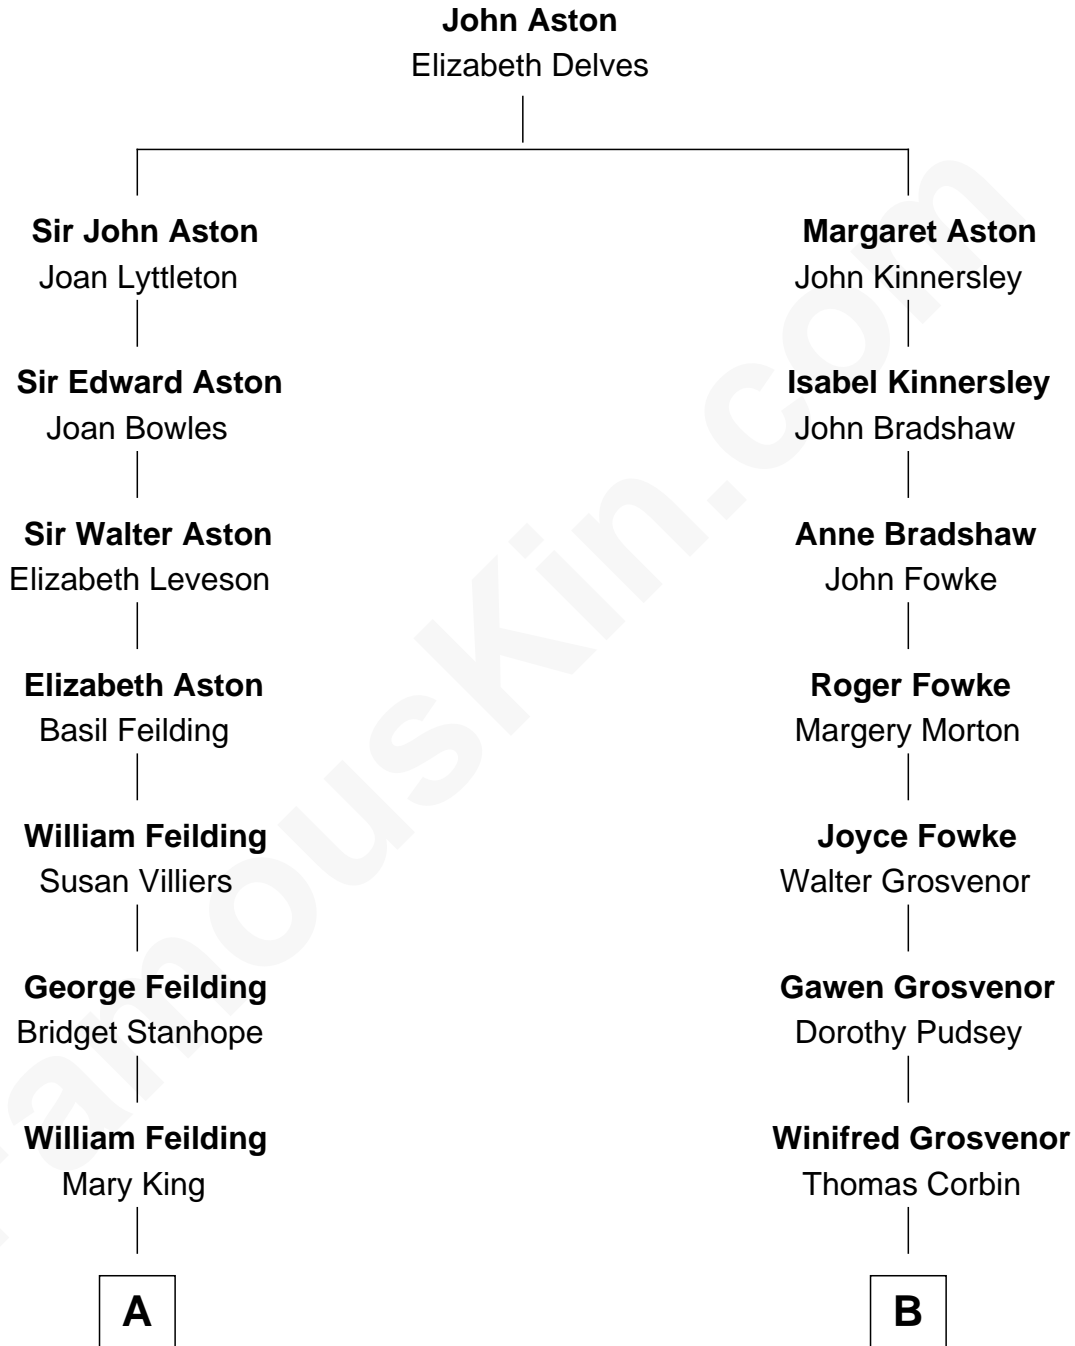 John Aston
Elizabeth Delves
Sir John Aston
Joan Lyttleton
Margaret Aston
John Kinnersley
Sir Edward Aston
Joan Bowles
Isabel Kinnersley
John Bradshaw
Sir Walter Aston
Elizabeth Leveson
Anne Bradshaw
John Fowke
Elizabeth Aston
Basil Feilding
Roger Fowke
Margery Morton
William Feilding
Susan Villiers
Joyce Fowke
Walter Grosvenor
George Feilding
Bridget Stanhope
Gawen Grosvenor
Dorothy Pudsey
William Feilding
Mary King
Winifred Grosvenor
Thomas Corbin
A
B
FamousKin.com